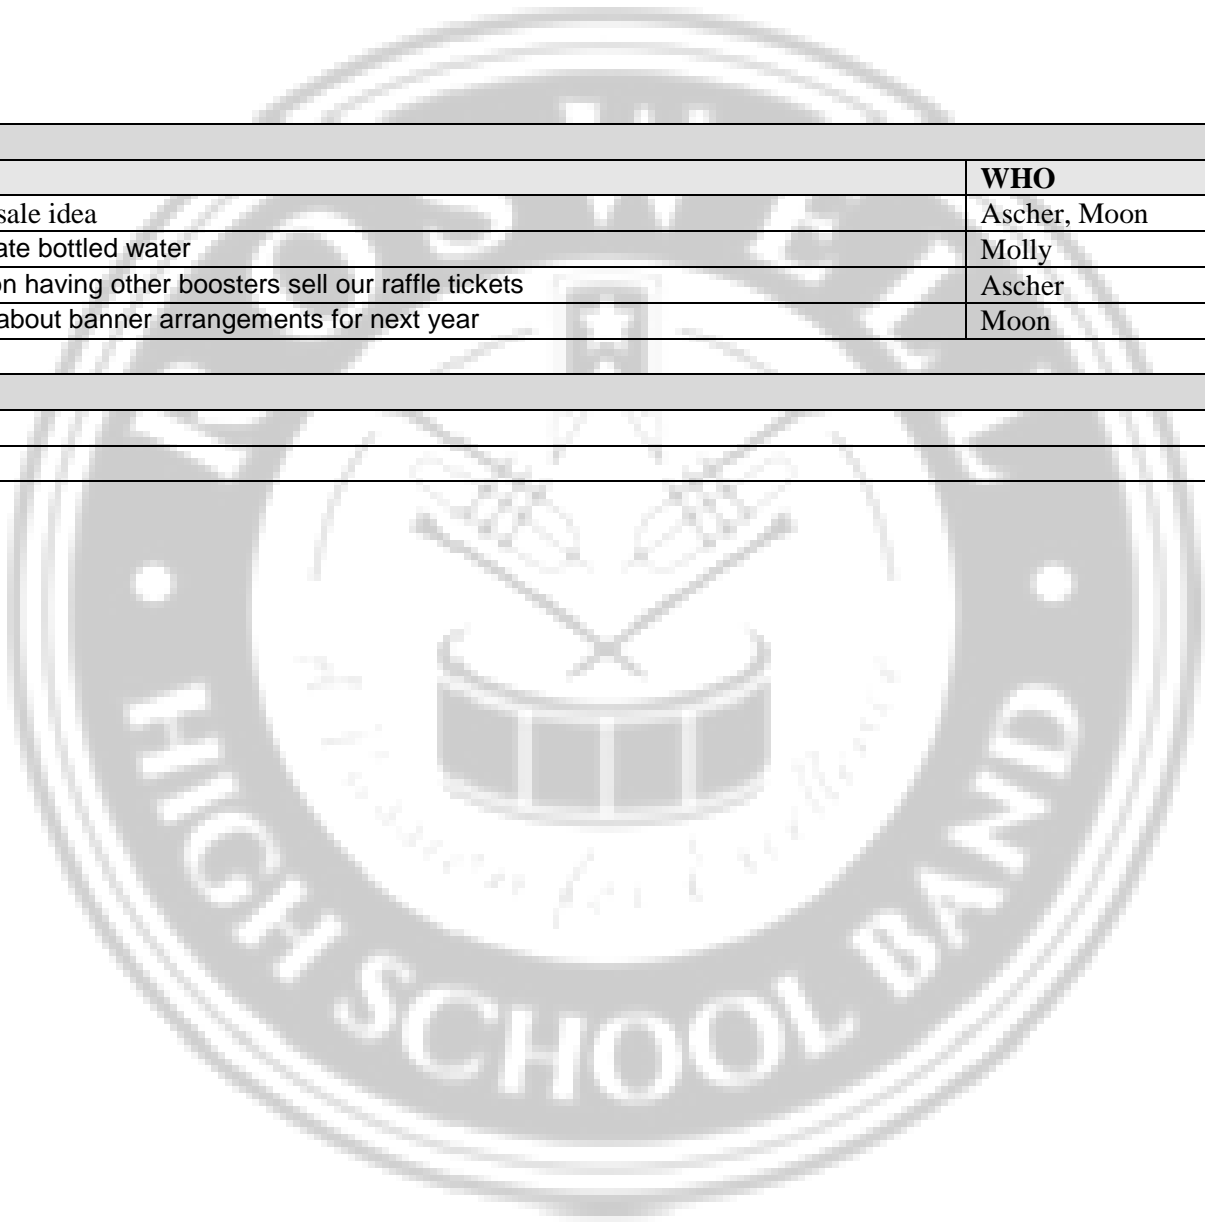 WHO
sale idea Ascher, Moon
ate bottled water Molly
on having other boosters sell our raffle tickets Ascher
about banner arrangements for next year Moon
HIGH SCHOOL BAND